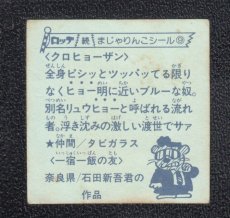 ロッテ 続 まじゃりんこシール⑲
<クロヒョーザン>
全身ビシッとツッパッてる限り
なくヒョー明に近いブルーな奴。
別名リュウヒョーと呼ばれる流れ
者。浮き沈みの激しい渡世でサァ
★仲間/タビガラス
<一宿一飯の友>
奈良県/石田新吾君の
作品